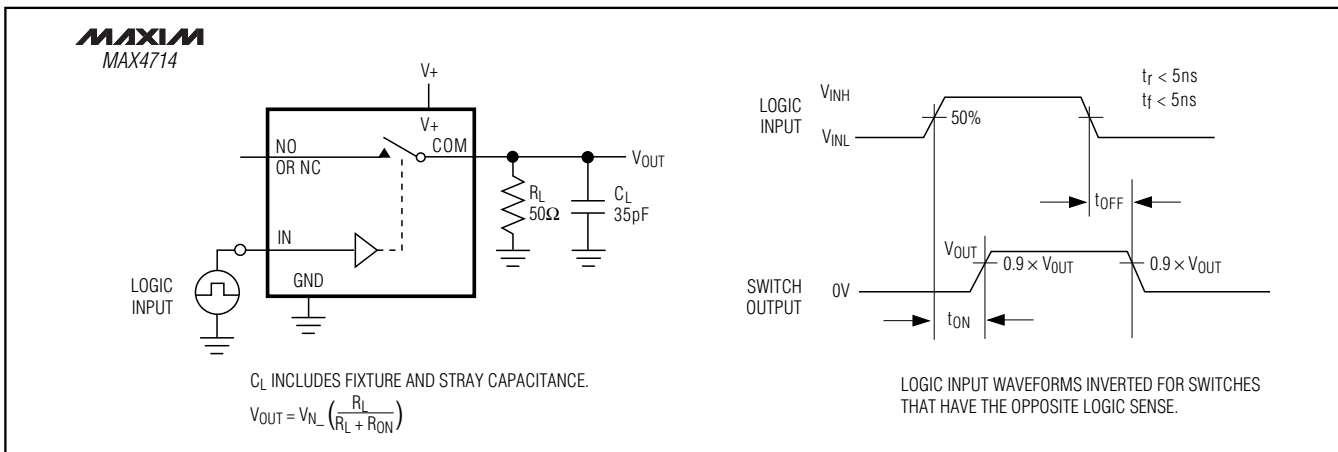 MAXIM
MAX4714
V+
V+
NO
OR NC
COM
VOUT
RL
50Ω
CL
35pF
IN
GND
LOGIC
INPUT
CL INCLUDES FIXTURE AND STRAY CAPACITANCE.
VOUT = VN_ (RL / RL + RON)
LOGIC
INPUT
VINH
VINL
50%
tr < 5ns
tf < 5ns
tOFF
SWITCH
OUTPUT
VOUT
0V
0.9 × VOUT
0.9 × VOUT
tON
LOGIC INPUT WAVEFORMS INVERTED FOR SWITCHES
THAT HAVE THE OPPOSITE LOGIC SENSE.